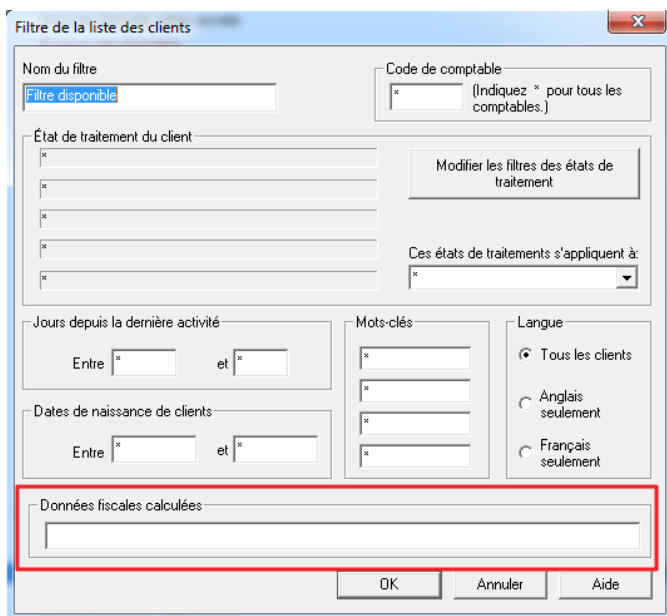 Filtre de la liste des clients
Nom du filtre
Filtre disponible
Code de comptable
*
(Indiquez * pour tous les
comptables.)
État de traitement du client
*
*
*
*
*
Modifier les filtres des états de
traitement
Ces états de traitements s'appliquent à:
*
Jours depuis la dernière activité
Entre * et *
Dates de naissance de clients
Entre * et *
Mots-clés
*
*
*
*
Langue
Tous les clients
Anglais
seulement
Français
seulement
Données fiscales calculées
OK
Annuler
Aide